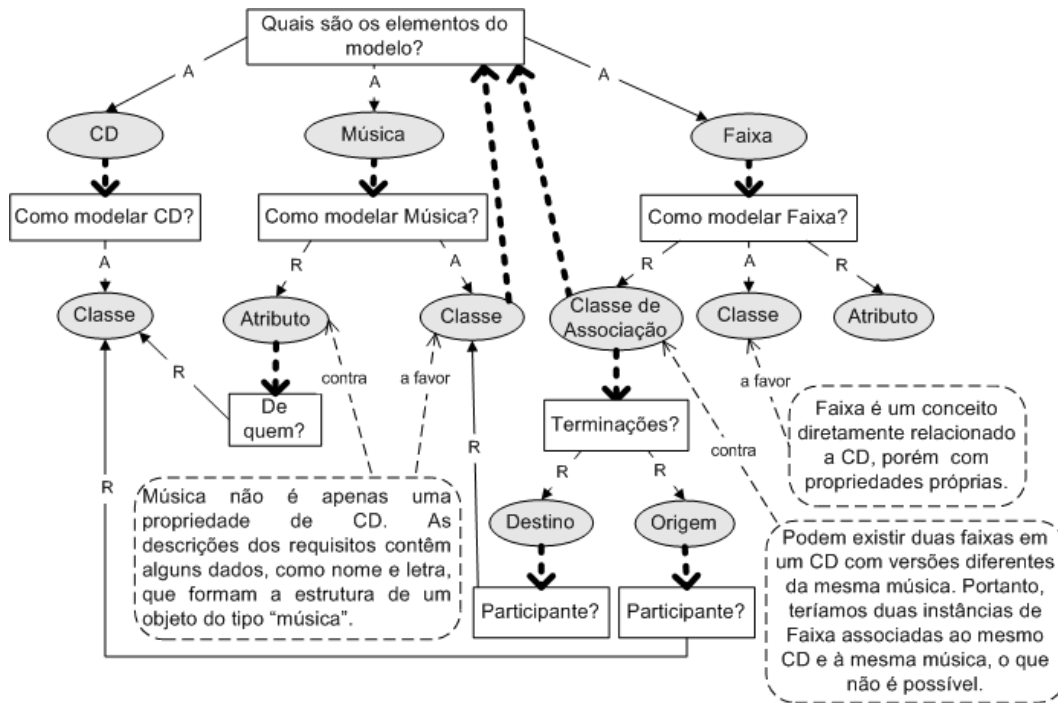 Quais são os elementos do
modelo?
A
A
A
CD
Música
Faixa
Como modelar CD?
Como modelar Música?
Como modelar Faixa?
A
R
A
R
A
R
Classe
Atributo
Classe
Classe de
Associação
Classe
Atributo
R
contra
a favor
R
a favor
contra
De
quem?
Terminações?
Faixa é um conceito
diretamente relacionado
a CD, porém com
propriedades próprias.
R
R
R
Música não é apenas uma
propriedade de CD. As
descrições dos requisitos contêm
alguns dados, como nome e letra,
que formam a estrutura de um
objeto do tipo “música”.
Destino
Origem
Participante?
Participante?
Podem existir duas faixas em
um CD com versões diferentes
da mesma música. Portanto,
teríamos duas instâncias de
Faixa associadas ao mesmo
CD e à mesma música, o que
não é possível.